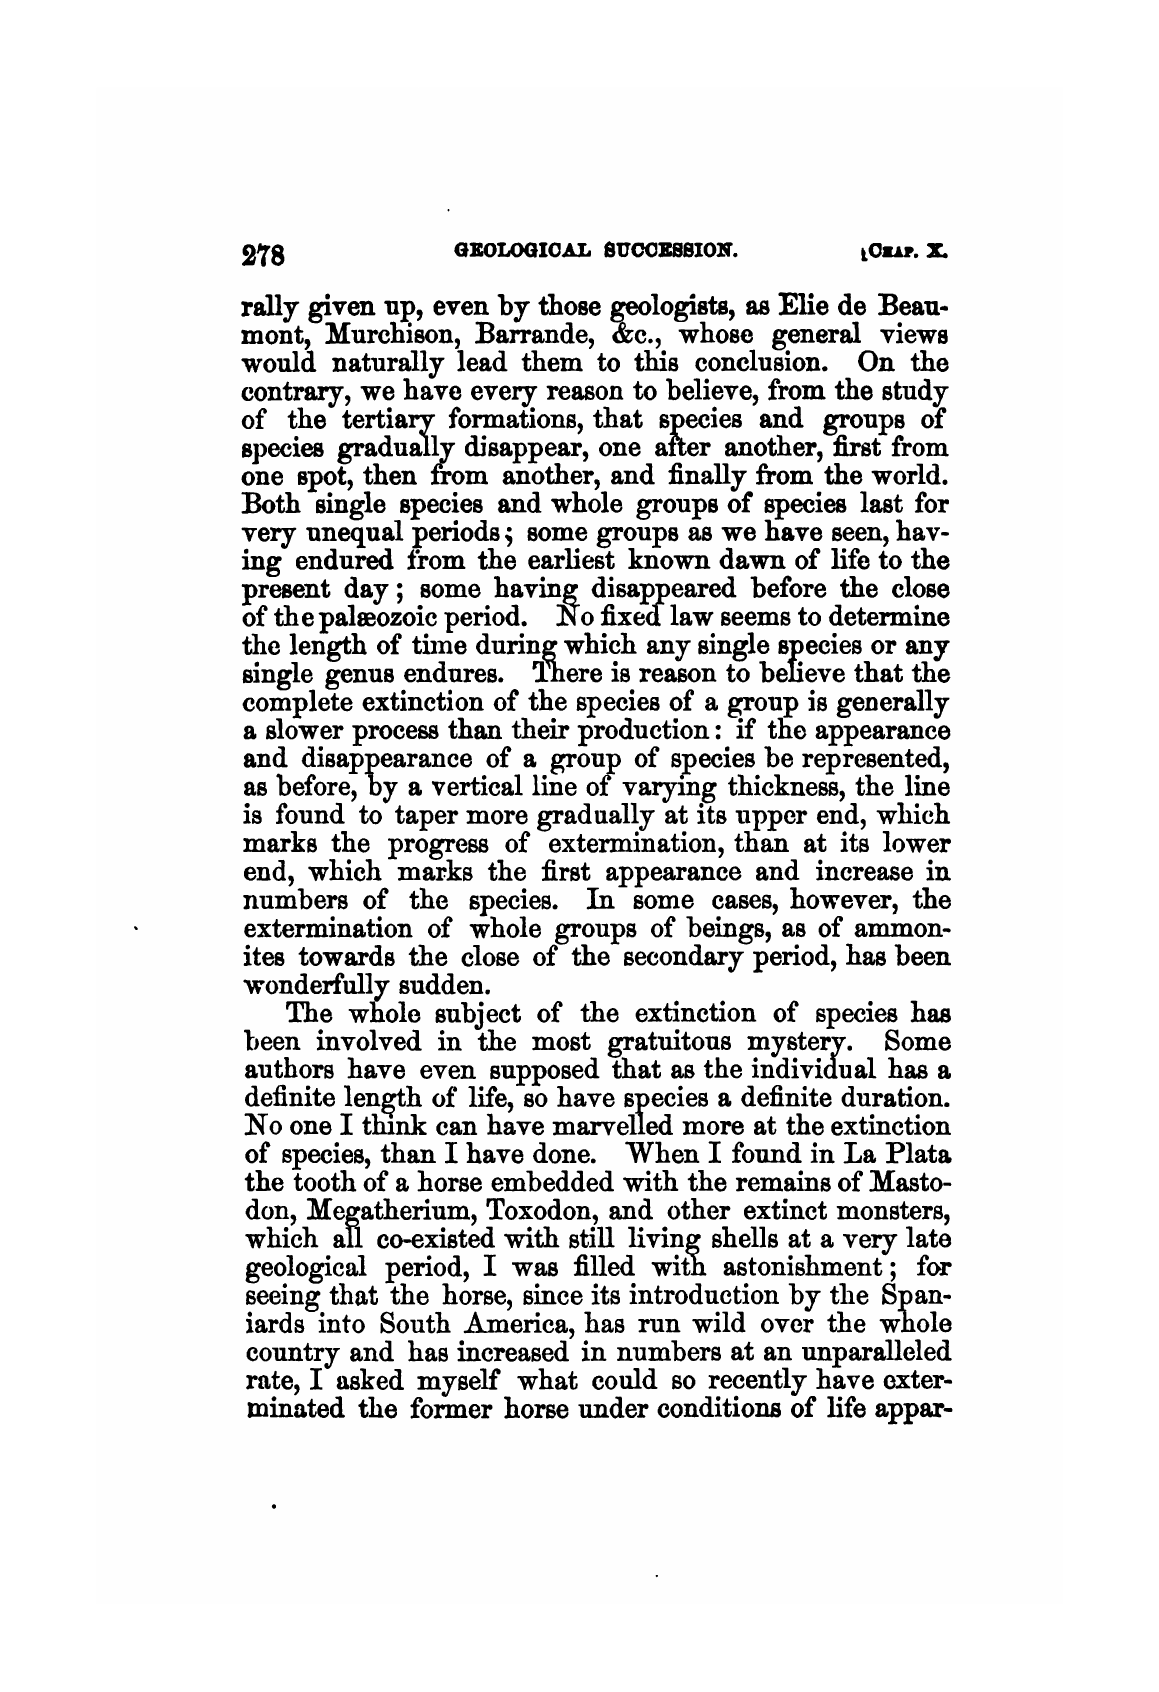 278 GEOLOGICAL SUCCESSION. [CHAP. X.
rally given up, even by those geologists, as Elie de Beau-
mont, Murchison, Barrande, &c., whose general views
would naturally lead them to this conclusion. On the
contrary, we have every reason to believe, from the study
of the tertiary formations, that species and groups of
species gradually disappear, one after another, first from
one spot, then from another, and finally from the world.
Both single species and whole groups of species last for
very unequal periods; some groups as we have seen, hav-
ing endured from the earliest known dawn of life to the
present day; some having disappeared before the close
of the palæozoic period. No fixed law seems to determine
the length of time during which any single species or any
single genus endures. There is reason to believe that the
complete extinction of the species of a group is generally
a slower process than their production: if the appearance
and disappearance of a group of species be represented,
as before, by a vertical line of varying thickness, the line
is found to taper more gradually at its upper end, which
marks the progress of extermination, than at its lower
end, which marks the first appearance and increase in
numbers of the species. In some cases, however, the
extermination of whole groups of beings, as of ammon-
ites towards the close of the secondary period, has been
wonderfully sudden.
The whole subject of the extinction of species has
been involved in the most gratuitous mystery. Some
authors have even supposed that as the individual has a
definite length of life, so have species a definite duration.
No one I think can have marvelled more at the extinction
of species, than I have done. When I found in La Plata
the tooth of a horse embedded with the remains of Masto-
don, Megatherium, Toxodon, and other extinct monsters,
which all co-existed with still living shells at a very late
geological period, I was filled with astonishment; for
seeing that the horse, since its introduction by the Span-
iards into South America, has run wild over the whole
country and has increased in numbers at an unparalleled
rate, I asked myself what could so recently have exter-
minated the former horse under conditions of life appar-